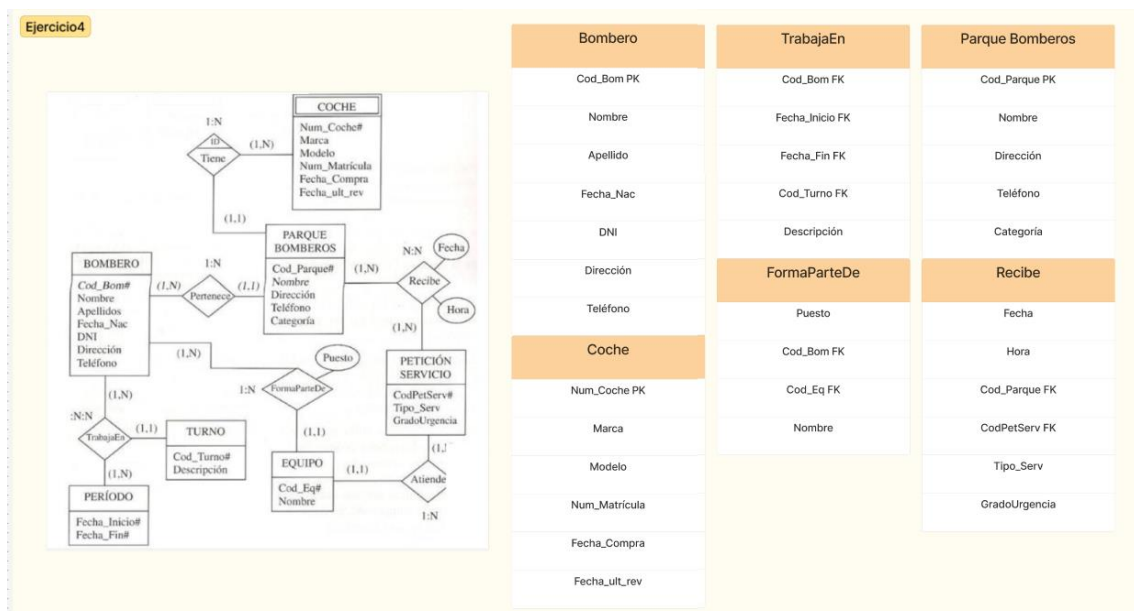 Ejercicio4
COCHE
Num_Coche#
Marca
Modelo
Num_Matrícula
Fecha_Compra
Fecha_ult_rev
1:N
ID
Tiene
(1,N)
(1,1)
PARQUE
BOMBEROS
Cod_Parque#
Nombre
Dirección
Teléfono
Categoría
BOMBERO
Cod_Bom#
Nombre
Apellidos
Fecha_Nac
DNI
Dirección
Teléfono
1:N
(1,N)
Pertenece
(1,1)
N:N
Fecha
(1,N)
Recibe
Hora
(1,N)
PETICIÓN
SERVICIO
CodPetServ#
Tipo_Serv
GradoUrgencia
(1,N)
Puesto
1:N
FormaParteDe
(1,1)
EQUIPO
Cod_Eq#
Nombre
(1,1)
Atiende
1:N
(1,N)
:N:N
TrabajaEn
(1,1)
TURNO
Cod_Turno#
Descripción
(1,N)
PERÍODO
Fecha_Inicio#
Fecha_Fin#
Bombero
Cod_Bom PK
Nombre
Apellido
Fecha_Nac
DNI
Dirección
Teléfono
Coche
Num_Coche PK
Marca
Modelo
Num_Matrícula
Fecha_Compra
Fecha_ult_rev
TrabajaEn
Cod_Bom FK
Fecha_Inicio FK
Fecha_Fin FK
Cod_Turno FK
Descripción
FormaParteDe
Puesto
Cod_Bom FK
Cod_Eq FK
Nombre
Parque Bomberos
Cod_Parque PK
Nombre
Dirección
Teléfono
Categoría
Recibe
Fecha
Hora
Cod_Parque FK
CodPetServ FK
Tipo_Serv
GradoUrgencia